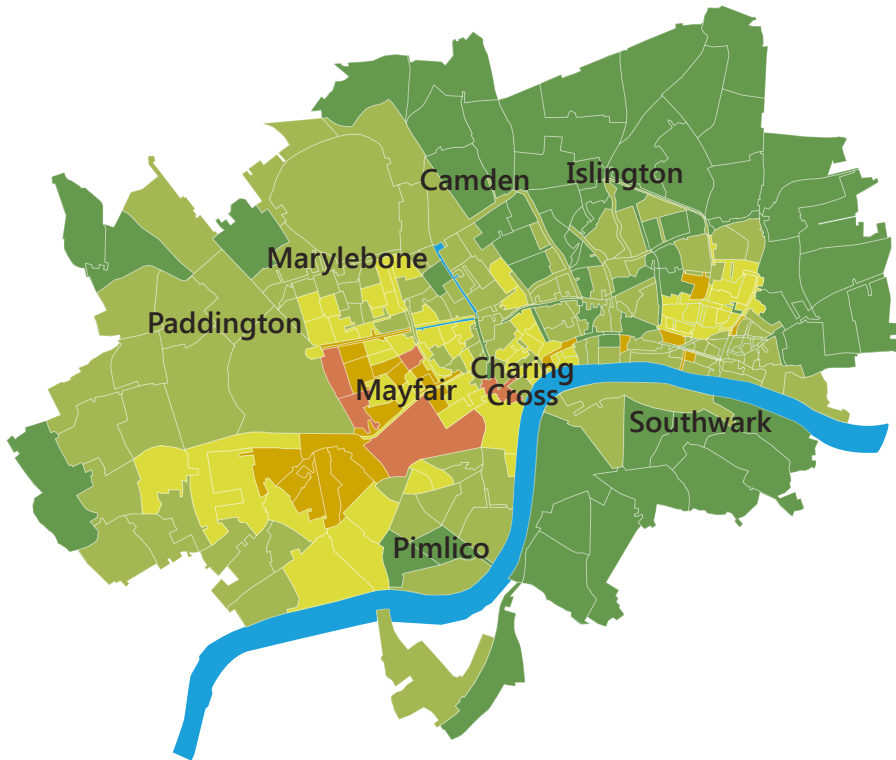 Camden
Islington
Marylebone
Paddington
Charing
Cross
Mayfair
Southwark
Pimlico